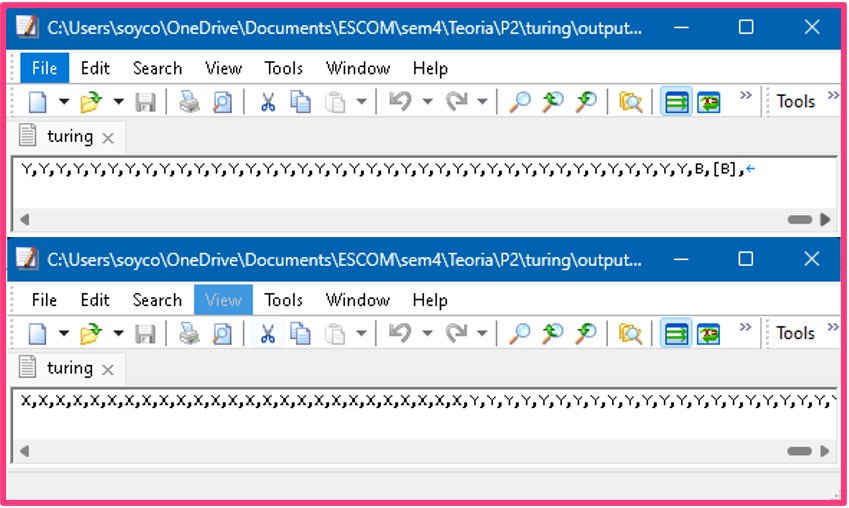 C:\Users\soyco\OneDrive\Documents\ESCOM\sem4\Teoria\P2\turing\output...
File Edit Search View Tools Window Help
Tools
turing
Y,Y,Y,Y,Y,Y,Y,Y,Y,Y,Y,Y,Y,Y,Y,Y,Y,Y,Y,Y,Y,Y,Y,Y,Y,Y,Y,Y,Y,Y,Y,Y,Y,Y,Y,Y,Y,Y,Y,B,[B],←
C:\Users\soyco\OneDrive\Documents\ESCOM\sem4\Teoria\P2\turing\output...
File Edit Search View Tools Window Help
Tools
turing
X,X,X,X,X,X,X,X,X,X,X,X,X,X,X,X,X,X,X,X,X,X,X,X,X,X,Y,Y,Y,Y,Y,Y,Y,Y,Y,Y,Y,Y,Y,Y,Y,Y,Y,Y,Y,Y,Y,